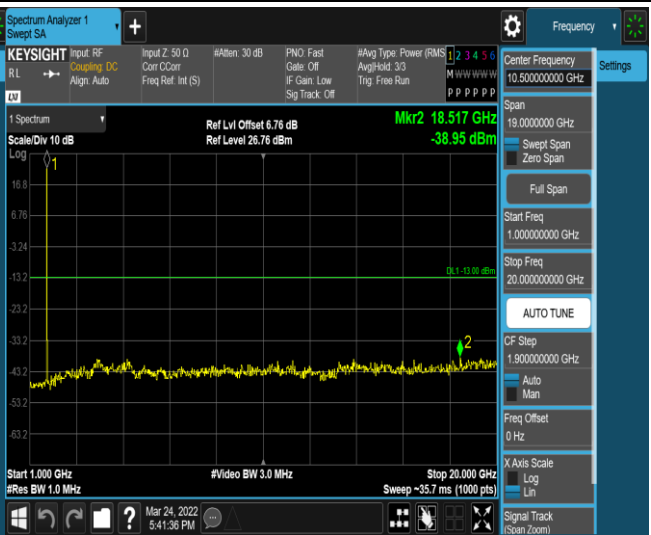 Spectrum Analyzer 1
Swept SA
Frequency
KEYSIGHT
Input: RF
Input Z: 50 Ω
#Atten: 30 dB
PNO: Fast
#Avg Type: Power (RMS
1 2 3 4 5 6
Coupling: DC
Corr CCorr
Gate: Off
Avg|Hold: 3/3
M W W W W W
R L
Align: Auto
Freq Ref: Int (S)
IF Gain: Low
Trig: Free Run
Sig Track: Off
P P P P P P
LXI
1 Spectrum
Ref Lvl Offset 6.76 dB
Mkr2 18.517 GHz
Scale/Div 10 dB
Ref Level 26.76 dBm
-38.95 dBm
Log
1
16.8
6.76
-3.24
DL1 -13.00 dBm
-13.2
-23.2
-33.2
2
-43.2
-53.2
-63.2
Start 1.000 GHz
#Video BW 3.0 MHz
Stop 20.000 GHz
#Res BW 1.0 MHz
Sweep ~35.7 ms (1000 pts)
?
Mar 24, 2022
5:41:36 PM
Center Frequency
10.500000000 GHz
Settings
Span
19.0000000 GHz
Swept Span
Zero Span
Full Span
Start Freq
1.000000000 GHz
Stop Freq
20.000000000 GHz
AUTO TUNE
CF Step
1.900000000 GHz
Auto
Man
Freq Offset
0 Hz
X Axis Scale
Log
Lin
Signal Track
(Span Zoom)